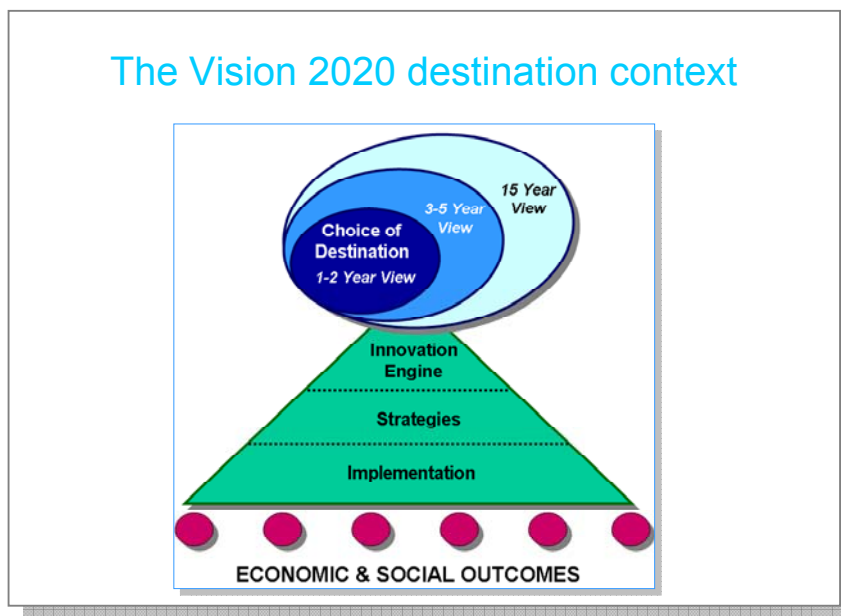 The Vision 2020 destination context
15 Year
View
3-5 Year
View
Choice of
Destination
1-2 Year View
Innovation
Engine
Strategies
Implementation
ECONOMIC & SOCIAL OUTCOMES